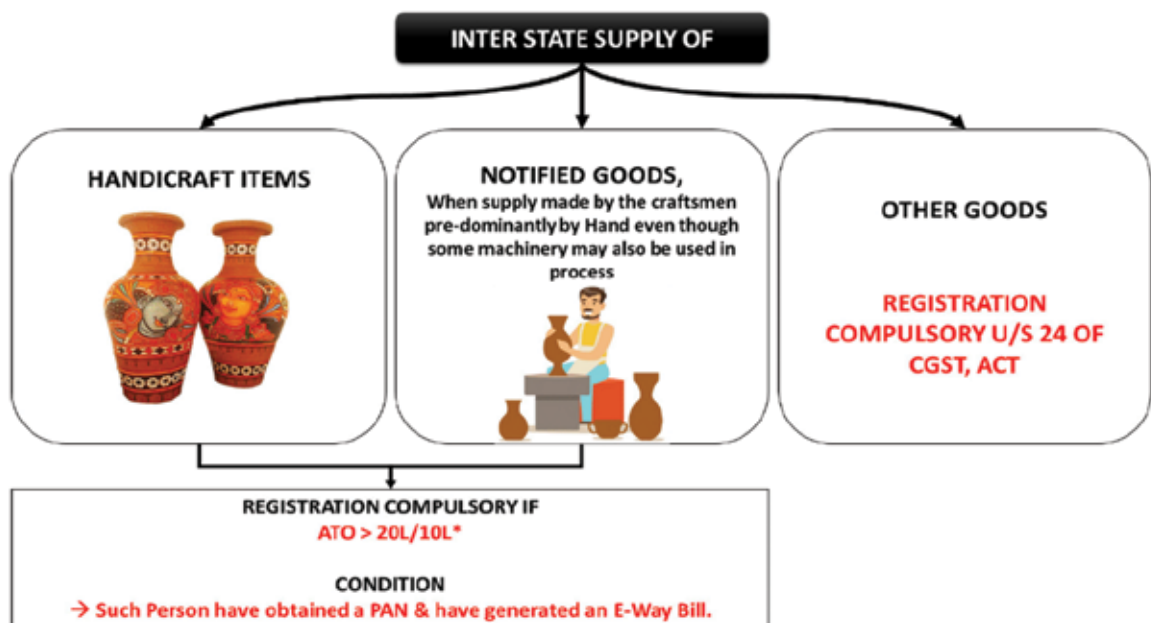 INTER STATE SUPPLY OF
HANDICRAFT ITEMS
NOTIFIED GOODS,
When supply made by the craftsmen
pre-dominantly by Hand even though
some machinery may also be used in
process
OTHER GOODS
REGISTRATION
COMPULSORY U/S 24 OF
CGST, ACT
REGISTRATION COMPULSORY IF
ATO > 20L/10L*
CONDITION
→ Such Person have obtained a PAN & have generated an E-Way Bill.